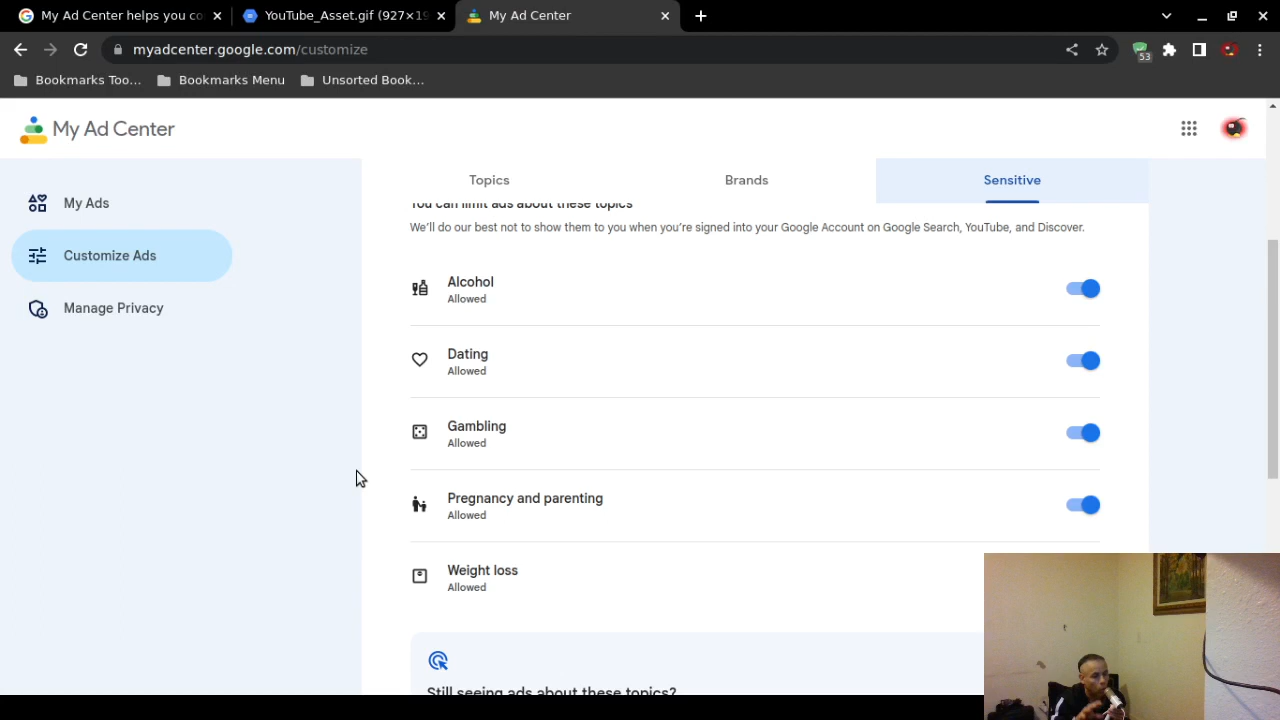 My Ad Center helps you co
YouTube_Asset.gif (927×19
My Ad Center
myadcenter.google.com/customize
53
Bookmarks Too...
Bookmarks Menu
Unsorted Book...
My Ad Center
My Ads
Customize Ads
Manage Privacy
Topics
Brands
Sensitive
You can limit ads about these topics
We'll do our best not to show them to you when you're signed into your Google Account on Google Search, YouTube, and Discover.
Alcohol
Allowed
Dating
Allowed
Gambling
Allowed
Pregnancy and parenting
Allowed
Weight loss
Allowed
Still seeing ads about these topics?